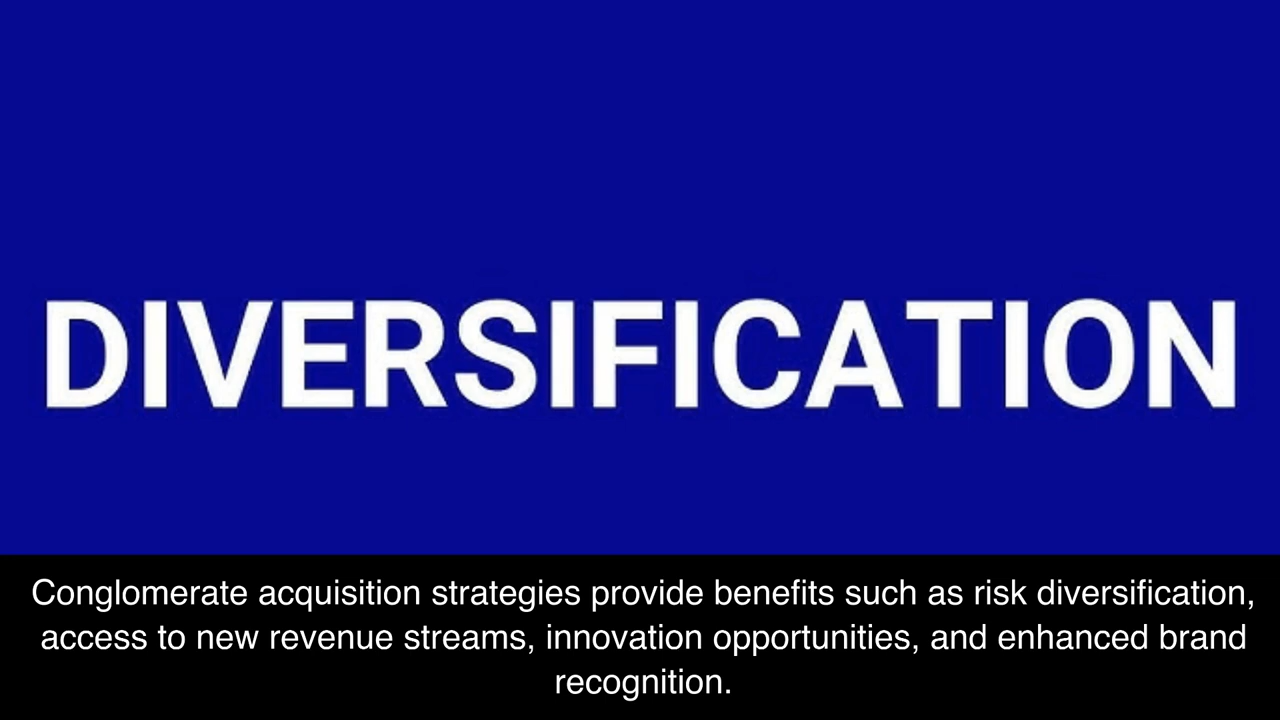 DIVERSIFICATION
Conglomerate acquisition strategies provide benefits such as risk diversification,
access to new revenue streams, innovation opportunities, and enhanced brand
recognition.